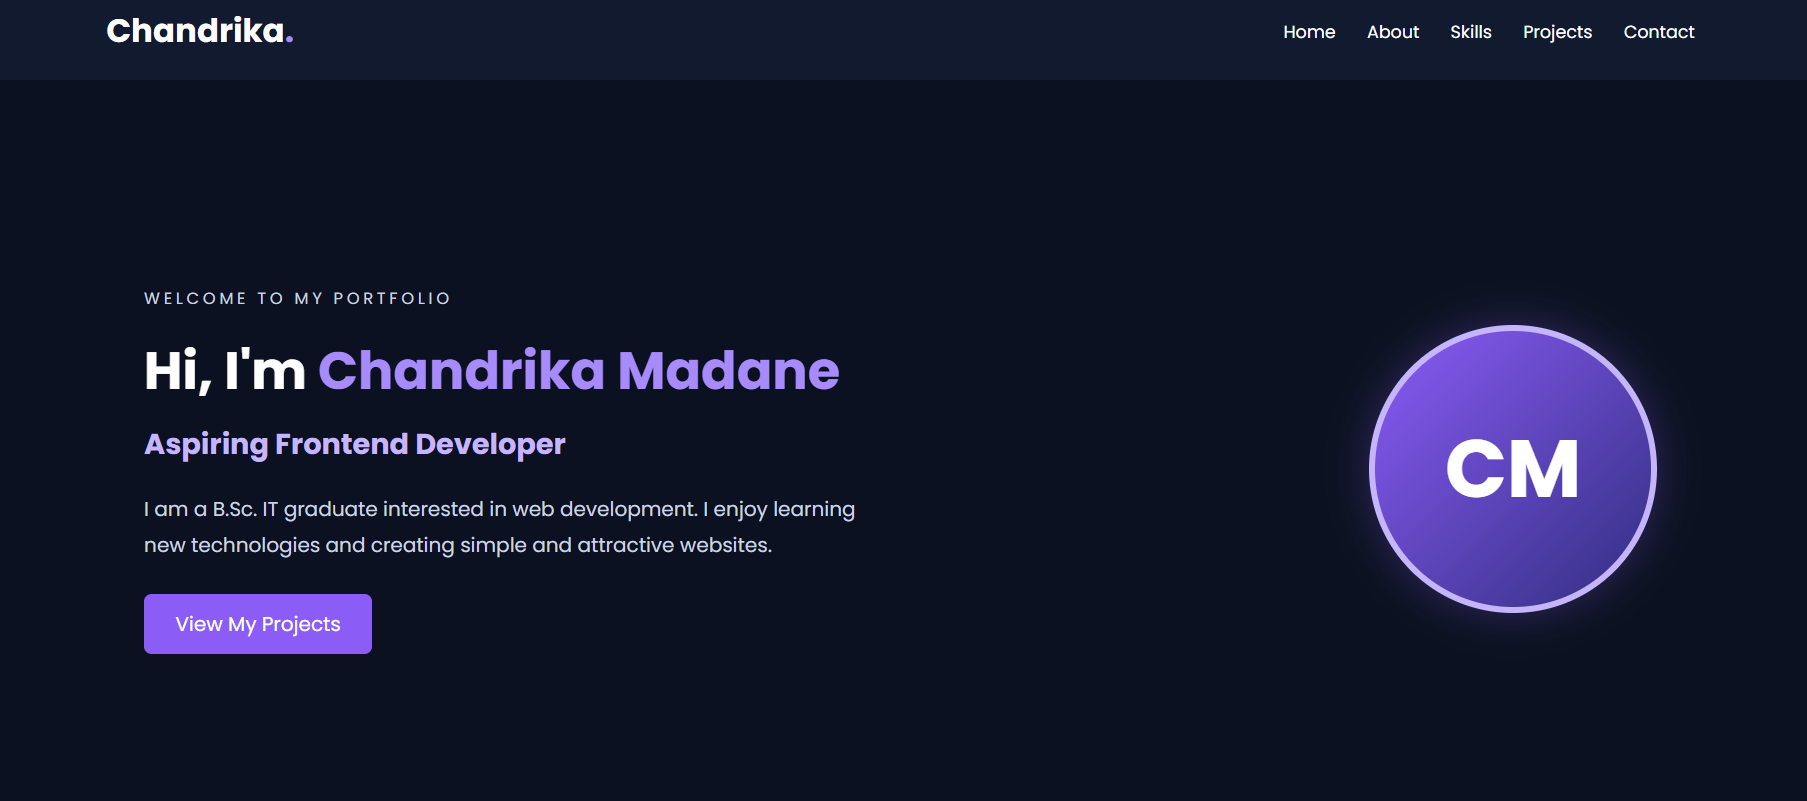 Chandrika.
Home About Skills Projects Contact
WELCOME TO MY PORTFOLIO
Hi, I'm Chandrika Madane
Aspiring Frontend Developer
I am a B.Sc. IT graduate interested in web development. I enjoy learning
new technologies and creating simple and attractive websites.
View My Projects
CM